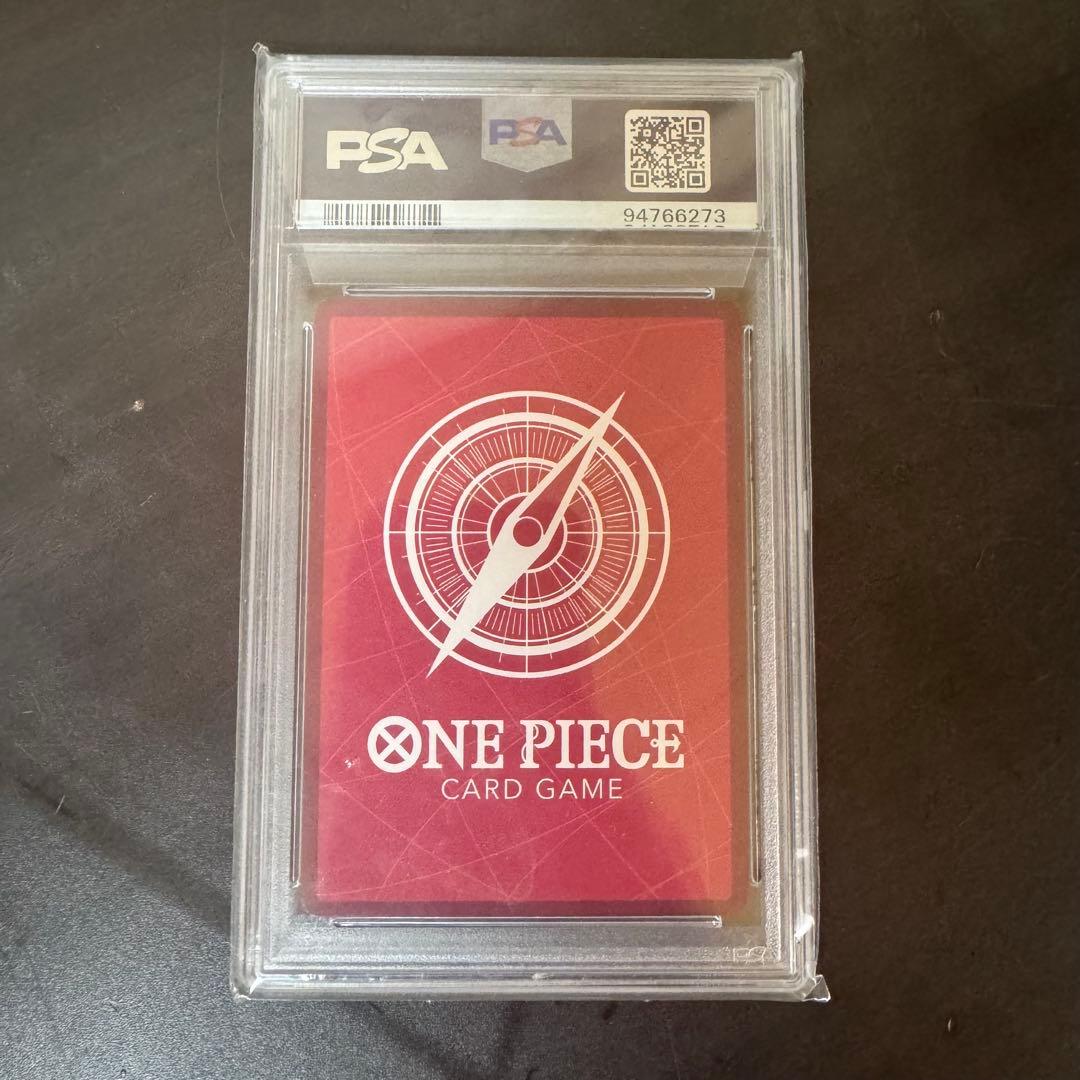 PSA
PSA
94766273
ONE PIECE
CARD GAME